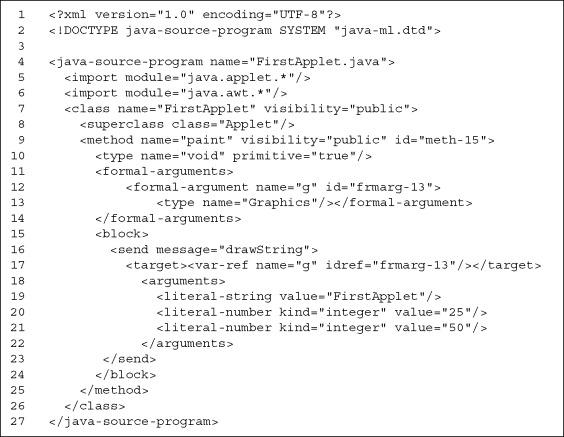 1 <?xml version="1.0" encoding="UTF-8"?>
2 <!DOCTYPE java-source-program SYSTEM "java-ml.dtd">
3
4 <java-source-program name="FirstApplet.java">
5 <import module="java.applet.*"/>
6 <import module="java.awt.*"/>
7 <class name="FirstApplet" visibility="public">
8 <superclass class="Applet"/>
9 <method name="paint" visibility="public" id="meth-15">
10 <type name="void" primitive="true"/>
11 <formal-arguments>
12 <formal-argument name="g" id="frmarg-13">
13 <type name="Graphics"/></formal-argument>
14 </formal-arguments>
15 <block>
16 <send message="drawString">
17 <target><var-ref name="g" idref="frmarg-13"/></target>
18 <arguments>
19 <literal-string value="FirstApplet"/>
20 <literal-number kind="integer" value="25"/>
21 <literal-number kind="integer" value="50"/>
22 </arguments>
23 </send>
24 </block>
25 </method>
26 </class>
27 </java-source-program>